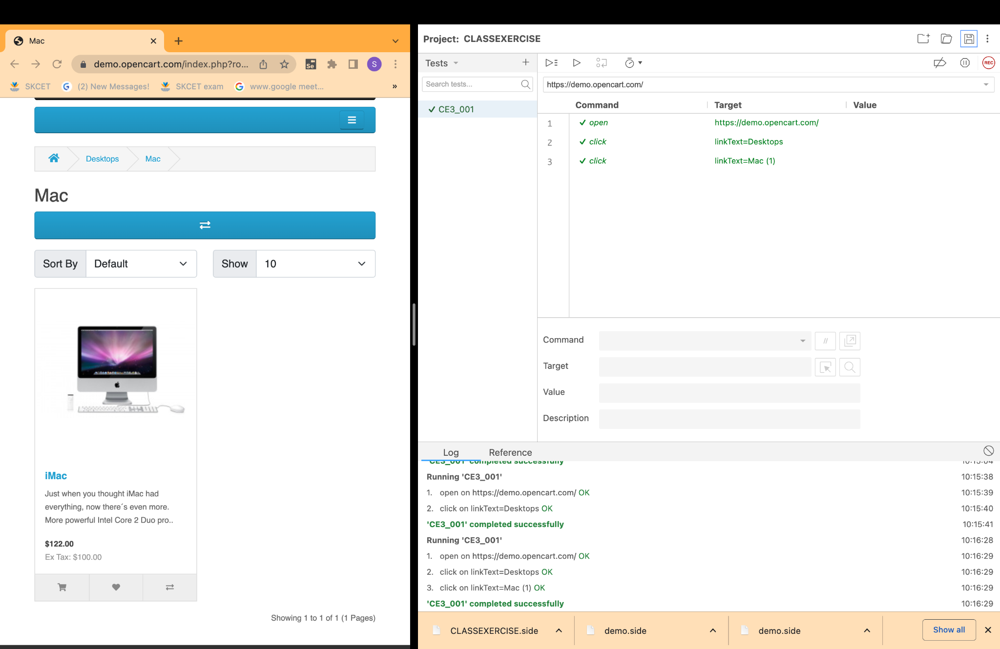 Mac
demo.opencart.com/index.php?ro...
Se
S
SKCET
(2) New Messages!
SKCET exam
www.google meet...
»
Desktops
Mac
Mac
Sort By
Default
Show
10
iMac
Just when you thought iMac had
everything, now there´s even more.
More powerful Intel Core 2 Duo pro..
$122.00
Ex Tax: $100.00
Showing 1 to 1 of 1 (1 Pages)
Project: CLASSEXERCISE
Tests
REC
Search tests...
https://demo.opencart.com/
CE3_001
Command Target Value
1 open https://demo.opencart.com/
2 click linkText=Desktops
3 click linkText=Mac (1)
Command
//
Target
Value
Description
Log Reference
'CE3_001' completed successfully 10:15:04
Running 'CE3_001' 10:15:38
1. open on https://demo.opencart.com/ OK 10:15:39
2. click on linkText=Desktops OK 10:15:40
'CE3_001' completed successfully 10:15:41
Running 'CE3_001' 10:16:28
1. open on https://demo.opencart.com/ OK 10:16:29
2. click on linkText=Desktops OK 10:16:29
3. click on linkText=Mac (1) OK 10:16:29
'CE3_001' completed successfully 10:16:29
CLASSEXERCISE.side
demo.side
demo.side
Show all